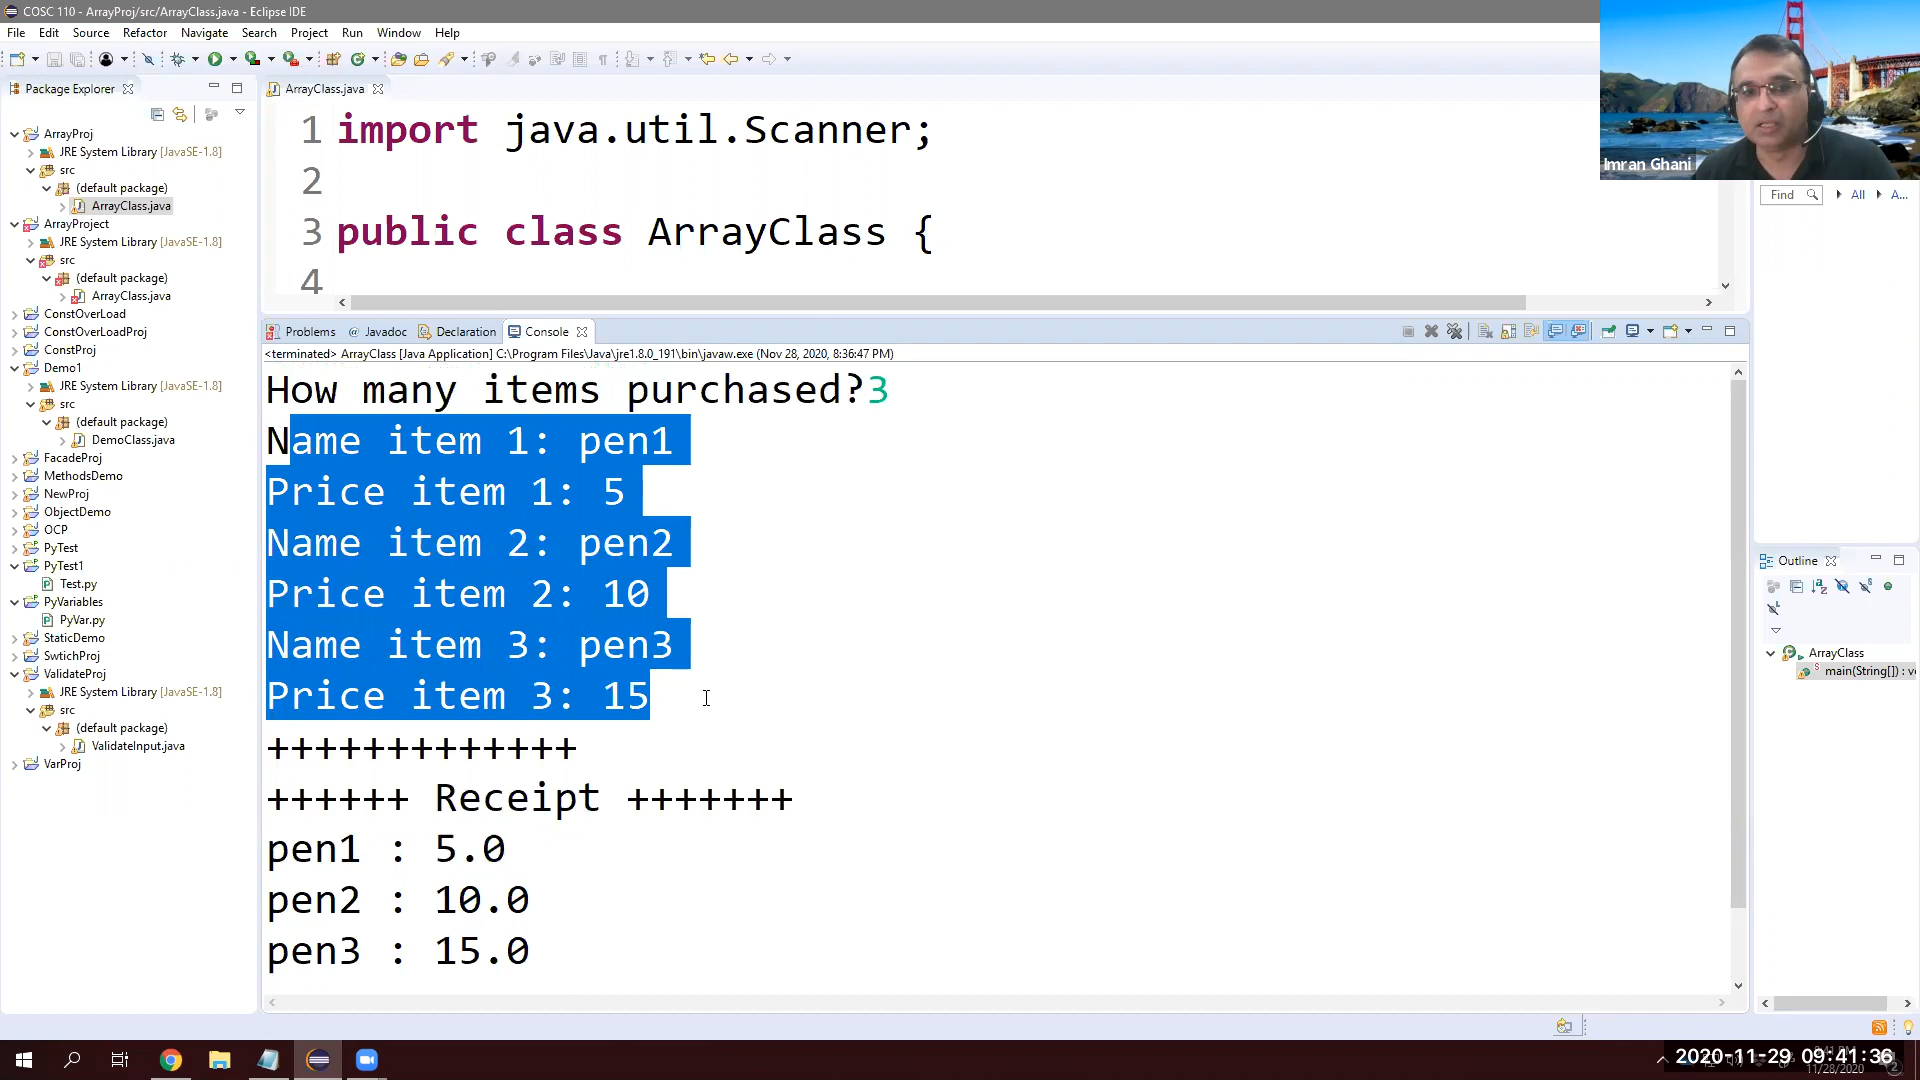 COSC 110 - ArrayProj/src/ArrayClass.java - Eclipse IDE
File Edit Source Refactor Navigate Search Project Run Window Help
Package Explorer
ArrayProj
JRE System Library [JavaSE-1.8]
src
(default package)
ArrayClass.java
ArrayProject
JRE System Library [JavaSE-1.8]
src
(default package)
ArrayClass.java
ConstOverLoad
ConstOverLoadProj
ConstProj
Demo1
JRE System Library [JavaSE-1.8]
src
(default package)
DemoClass.java
FacadeProj
MethodsDemo
NewProj
ObjectDemo
OCP
PyTest
PyTest1
Test.py
PyVariables
PyVar.py
StaticDemo
SwtichProj
ValidateProj
JRE System Library [JavaSE-1.8]
src
(default package)
ValidateInput.java
VarProj
ArrayClass.java
1 import java.util.Scanner;
2
3 public class ArrayClass {
4
Problems @ Javadoc Declaration Console
<terminated> ArrayClass [Java Application] C:\Program Files\Java\jre1.8.0_191\bin\javaw.exe (Nov 28, 2020, 8:36:47 PM)
How many items purchased?3
Name item 1: pen1
Price item 1: 5
Name item 2: pen2
Price item 2: 10
Name item 3: pen3
Price item 3: 15
+++++++++++++
++++++ Receipt +++++++
pen1 : 5.0
pen2 : 10.0
pen3 : 15.0
Imran Ghani
Find All A...
Outline
ArrayClass
main(String[]) : v
2020-11-29 09:41:36
11/28/2020
2